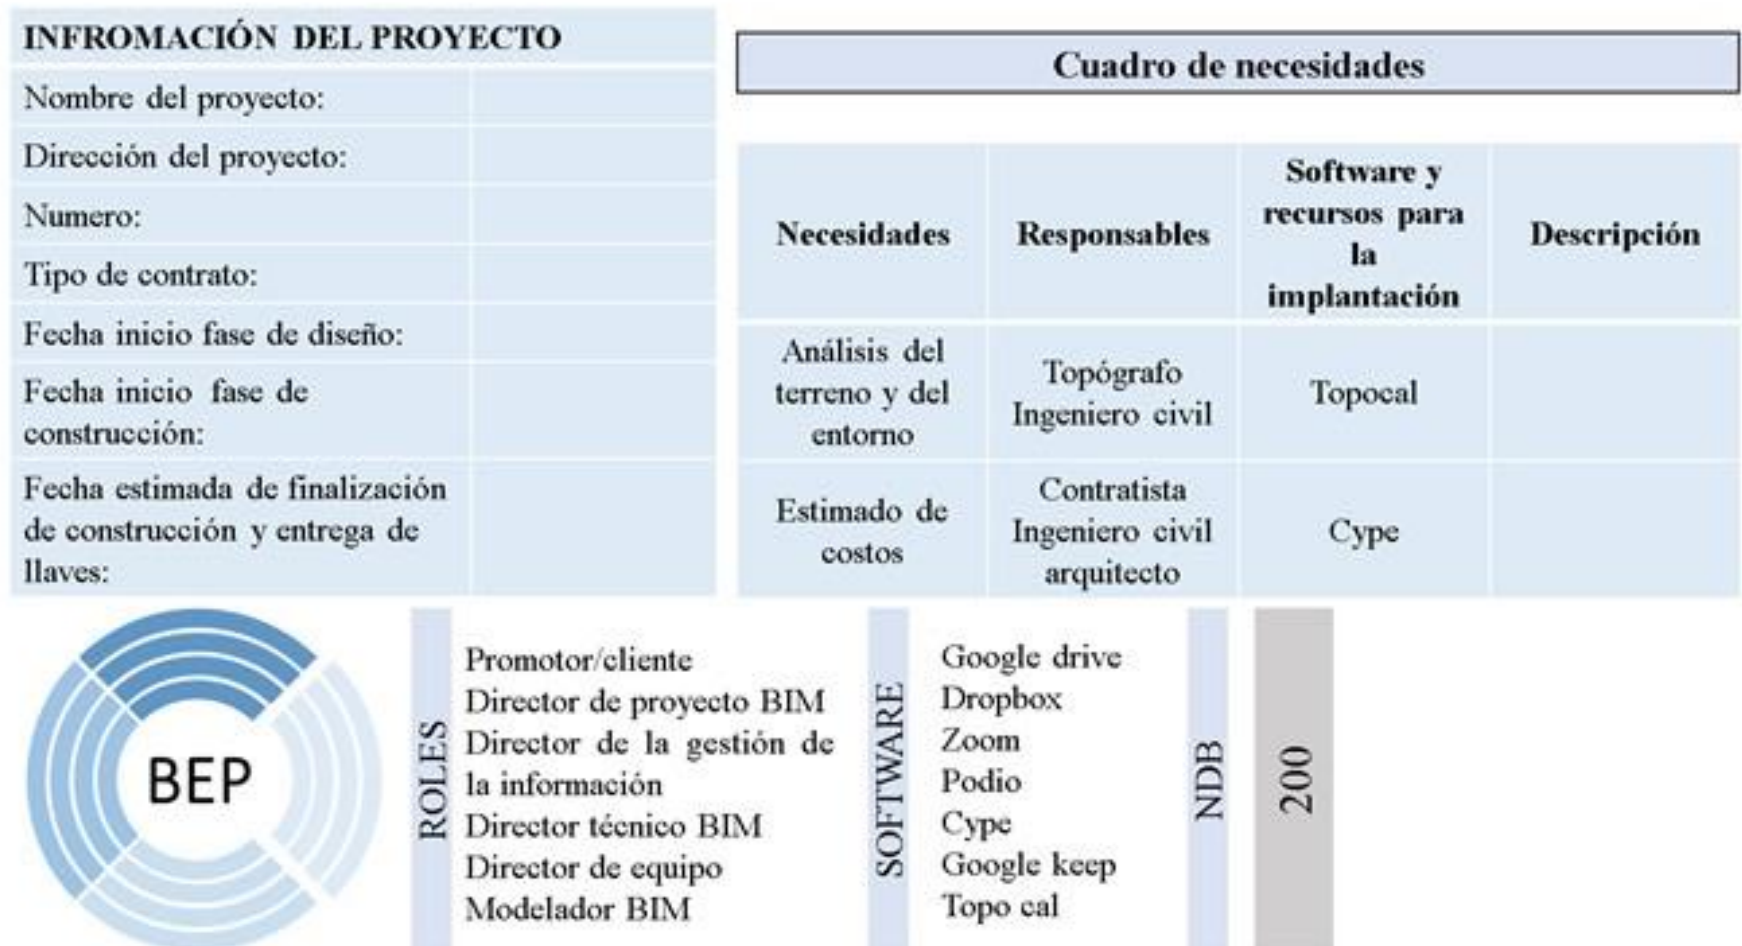 INFROMACIÓN DEL PROYECTO
Nombre del proyecto:
Dirección del proyecto:
Numero:
Tipo de contrato:
Fecha inicio fase de diseño:
Fecha inicio fase de
construcción:
Fecha estimada de finalización
de construcción y entrega de
llaves:
Cuadro de necesidades
Necesidades
Responsables
Software y
recursos para
la
implantación
Descripción
Análisis del
terreno y del
entorno
Topógrafo
Ingeniero civil
Topocal
Estimado de
costos
Contratista
Ingeniero civil
arquitecto
Cype
BEP
ROLES
Promotor/cliente
Director de proyecto BIM
Director de la gestión de
la información
Director técnico BIM
Director de equipo
Modelador BIM
SOFTWARE
Google drive
Dropbox
Zoom
Podio
Cype
Google keep
Topo cal
NDB
200